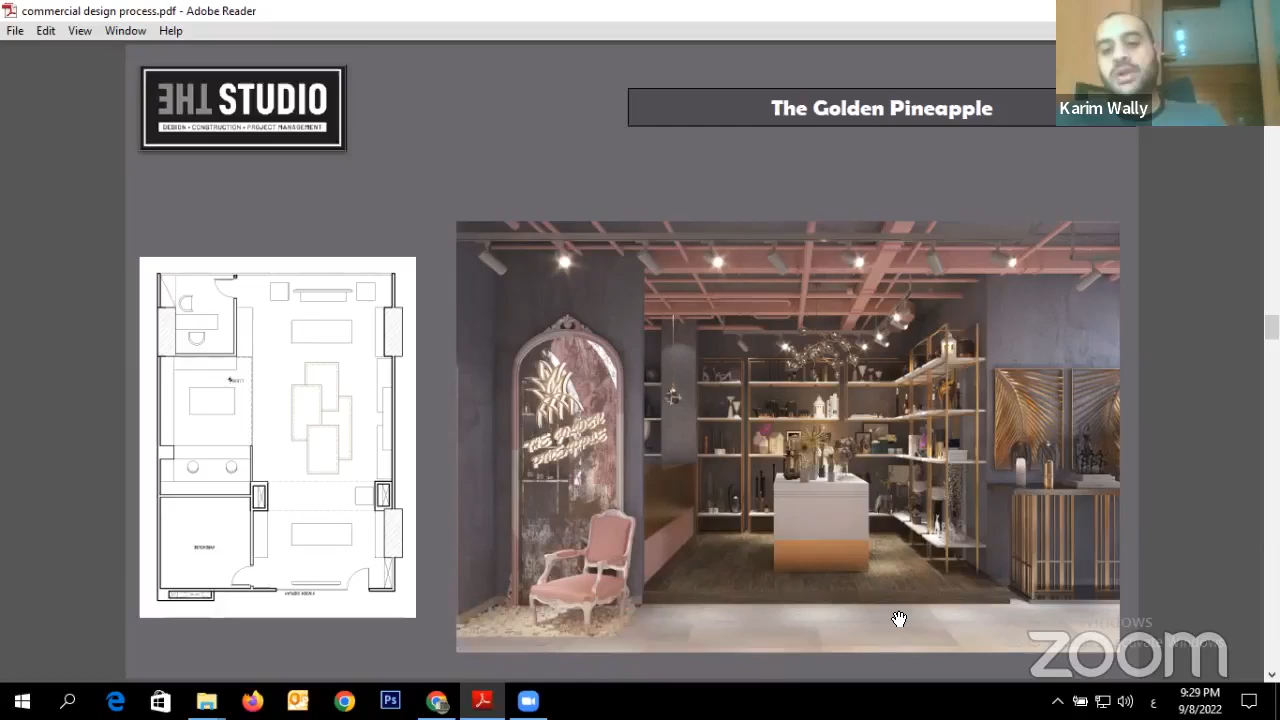 commercial design process.pdf - Adobe Reader
File Edit View Window Help
THE STUDIO
DESIGN • CONSTRUCTION • PROJECT MANAGEMENT
The Golden Pineapple
Karim Wally
THE GOLDEN
PINEAPPLE
zoom
Ps
ع
9:29 PM
9/8/2022